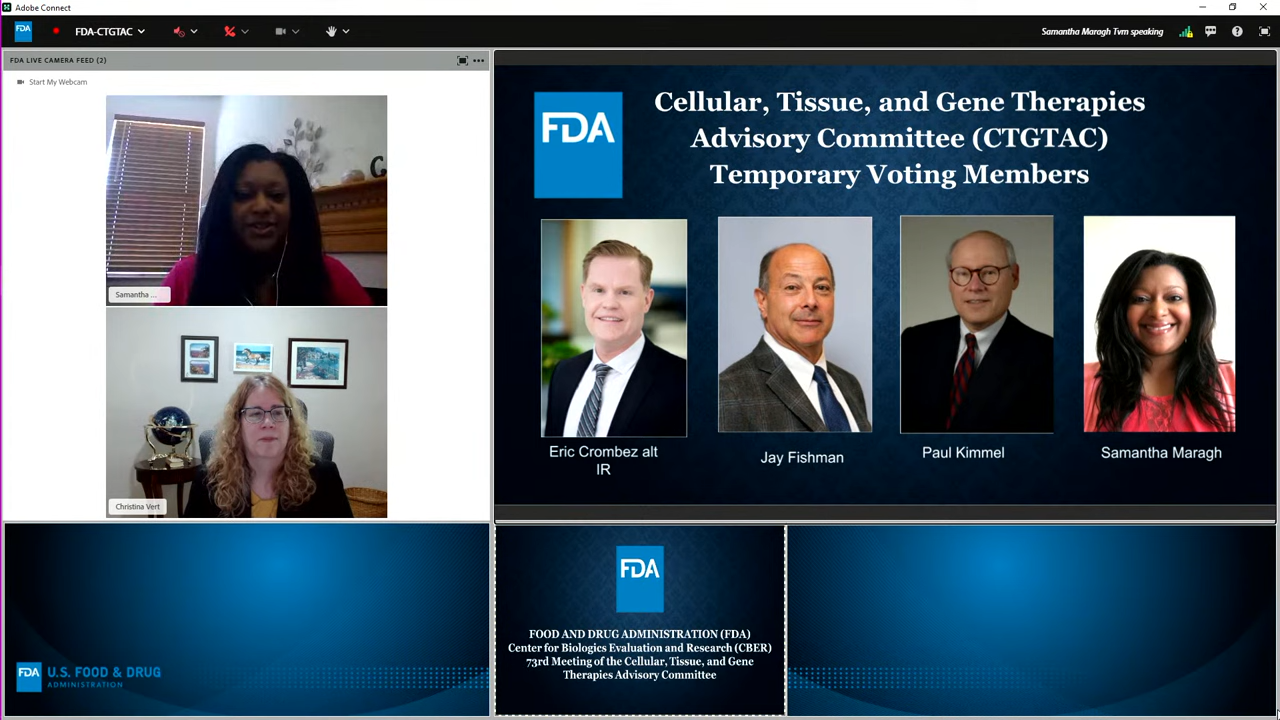 Adobe Connect
FDA
FDA-CTGTAC
Samantha Maragh Tvm speaking
FDA LIVE CAMERA FEED (2)
Start My Webcam
Samantha ...
Christina Vert
FDA
Cellular, Tissue, and Gene Therapies
Advisory Committee (CTGTAC)
Temporary Voting Members
Eric Crombez alt
IR
Jay Fishman
Paul Kimmel
Samantha Maragh
FDA
U.S. FOOD & DRUG
ADMINISTRATION
FDA
FOOD AND DRUG ADMINISTRATION (FDA)
Center for Biologics Evaluation and Research (CBER)
73rd Meeting of the Cellular, Tissue, and Gene
Therapies Advisory Committee